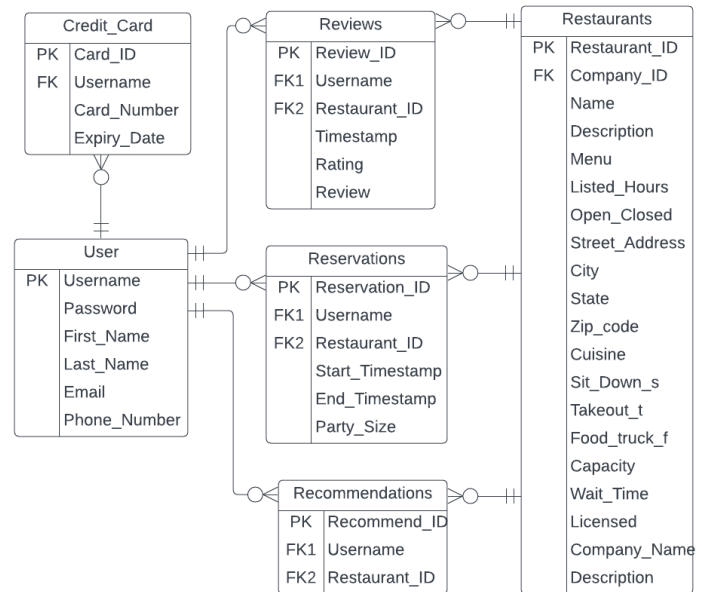 Credit_Card
PK Card_ID
FK Username
Card_Number
Expiry_Date
User
PK Username
Password
First_Name
Last_Name
Email
Phone_Number
Reviews
PK Review_ID
FK1 Username
FK2 Restaurant_ID
Timestamp
Rating
Review
Reservations
PK Reservation_ID
FK1 Username
FK2 Restaurant_ID
Start_Timestamp
End_Timestamp
Party_Size
Recommendations
PK Recommend_ID
FK1 Username
FK2 Restaurant_ID
Restaurants
PK Restaurant_ID
FK Company_ID
Name
Description
Menu
Listed_Hours
Open_Closed
Street_Address
City
State
Zip_code
Cuisine
Sit_Down_s
Takeout_t
Food_truck_f
Capacity
Wait_Time
Licensed
Company_Name
Description